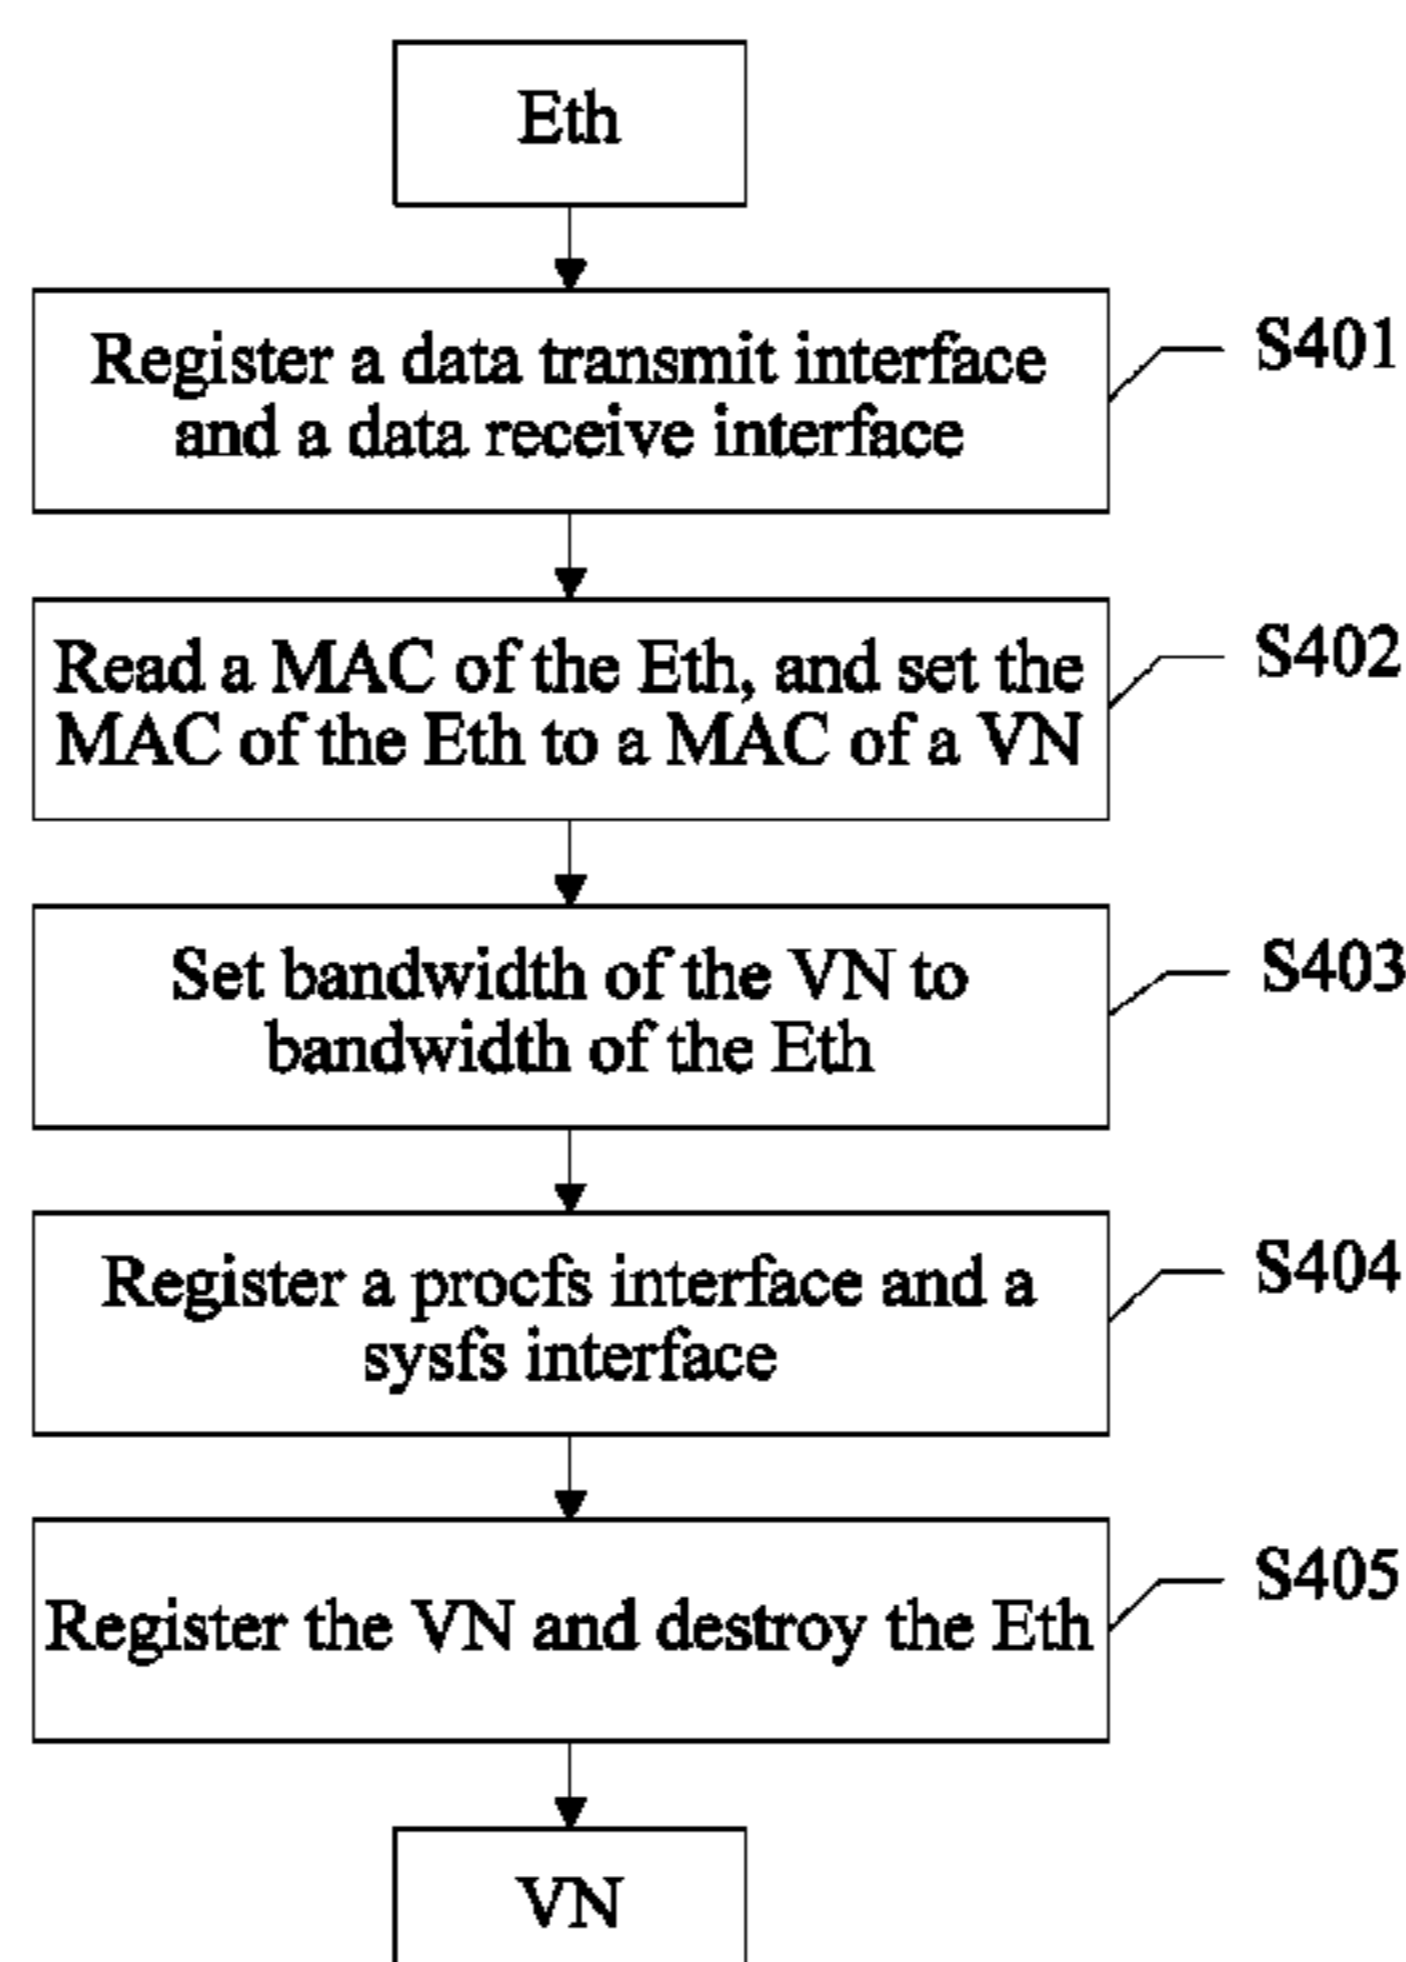 Eth
Register a data transmit interface
and a data receive interface
S401
Read a MAC of the Eth, and set the
MAC of the Eth to a MAC of a VN
S402
Set bandwidth of the VN to
bandwidth of the Eth
S403
Register a procfs interface and a
sysfs interface
S404
Register the VN and destroy the Eth
S405
VN